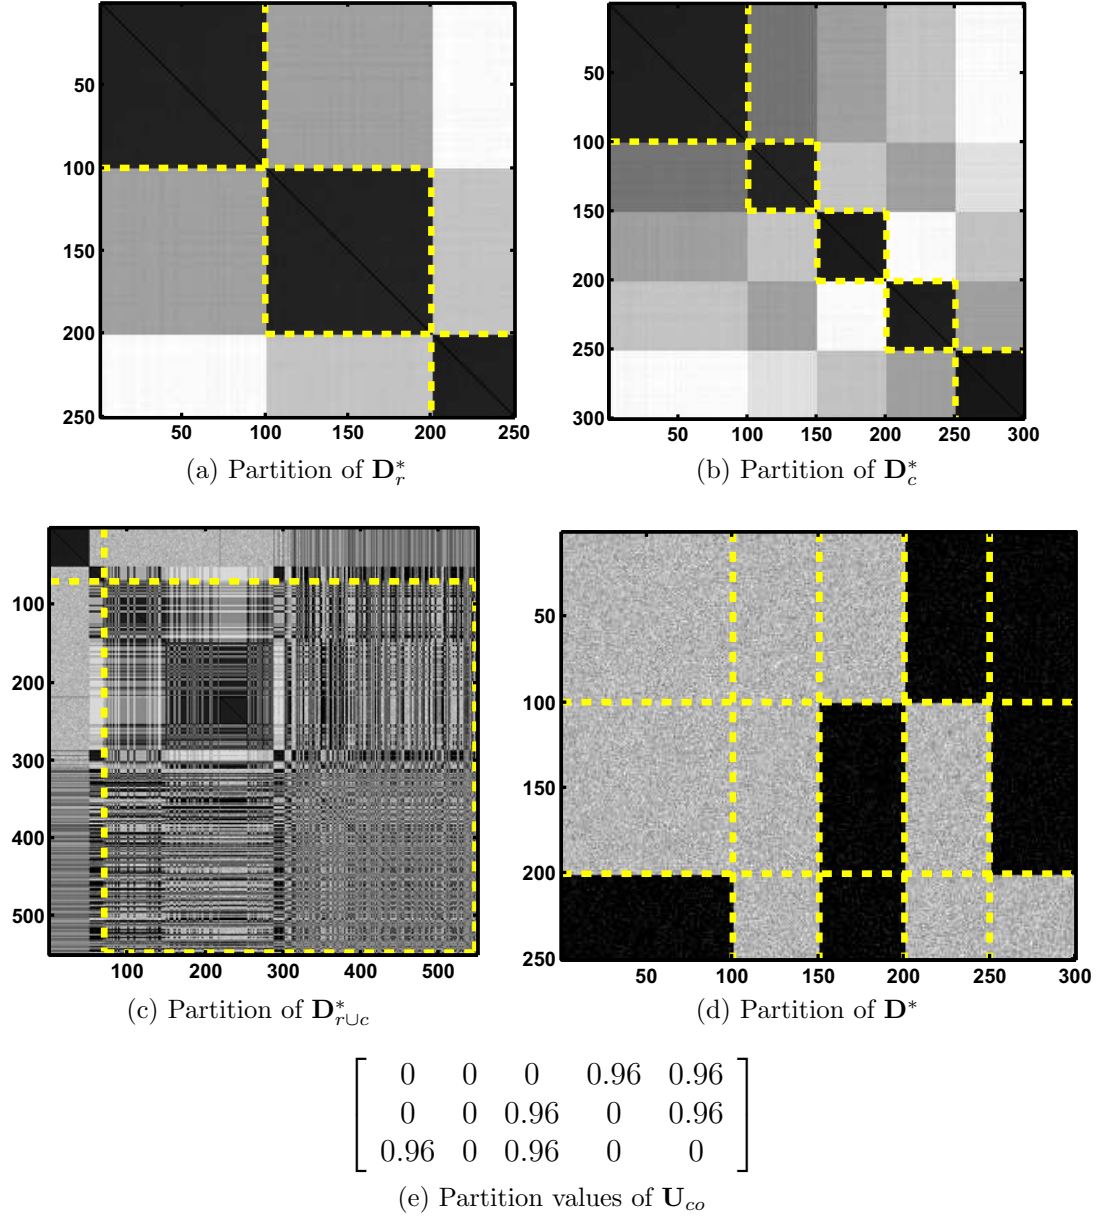 50
100
150
200
250
50 100 150 200 250
(a) Partition of D*r
50
100
150
200
250
300
50 100 150 200 250 300
(b) Partition of D*c
100
200
300
400
500
100 200 300 400 500
(c) Partition of D*r∪c
50
100
150
200
250
50 100 150 200 250 300
(d) Partition of D*
0 0 0 0.96 0.96
0 0 0.96 0 0.96
0.96 0 0.96 0 0
(e) Partition values of Uco